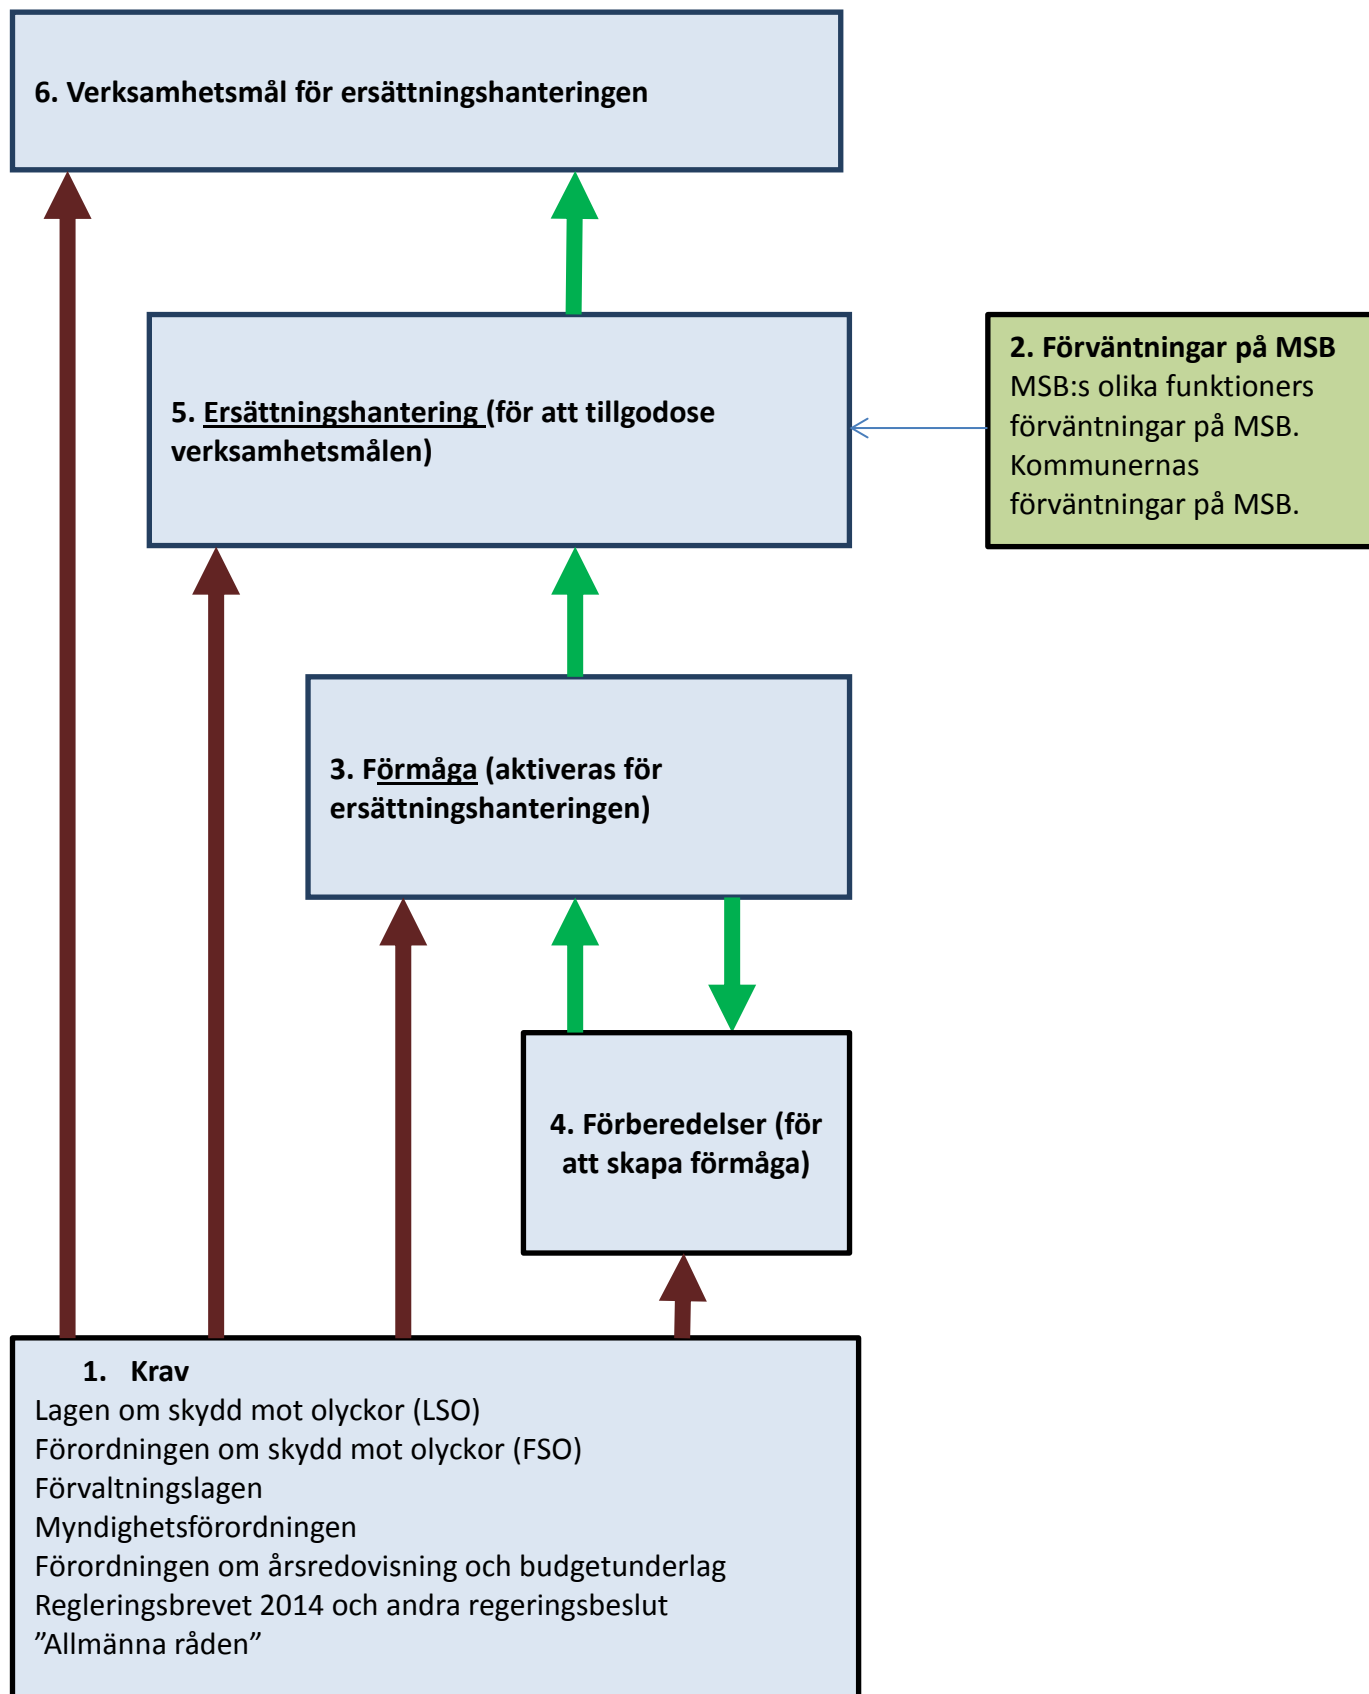 6. Verksamhetsmål för ersättningshanteringen
5. Ersättningshantering (för att tillgodose
verksamhetsmålen)
2. Förväntningar på MSB
MSB:s olika funktioners
förväntningar på MSB.
Kommunernas
förväntningar på MSB.
3. Förmåga (aktiveras för
ersättningshanteringen)
4. Förberedelser (för
att skapa förmåga)
1. Krav
Lagen om skydd mot olyckor (LSO)
Förordningen om skydd mot olyckor (FSO)
Förvaltningslagen
Myndighetsförordningen
Förordningen om årsredovisning och budgetunderlag
Regleringsbrevet 2014 och andra regeringsbeslut
”Allmänna råden”